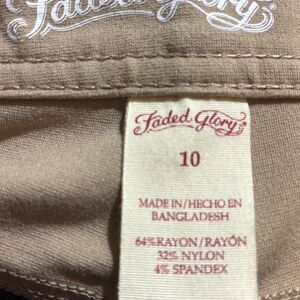 Faded Glory
Faded Glory
10
MADE IN/HECHO EN
BANGLADESH
64%RAYON/RAYÓN
32% NYLON
4% SPANDEX